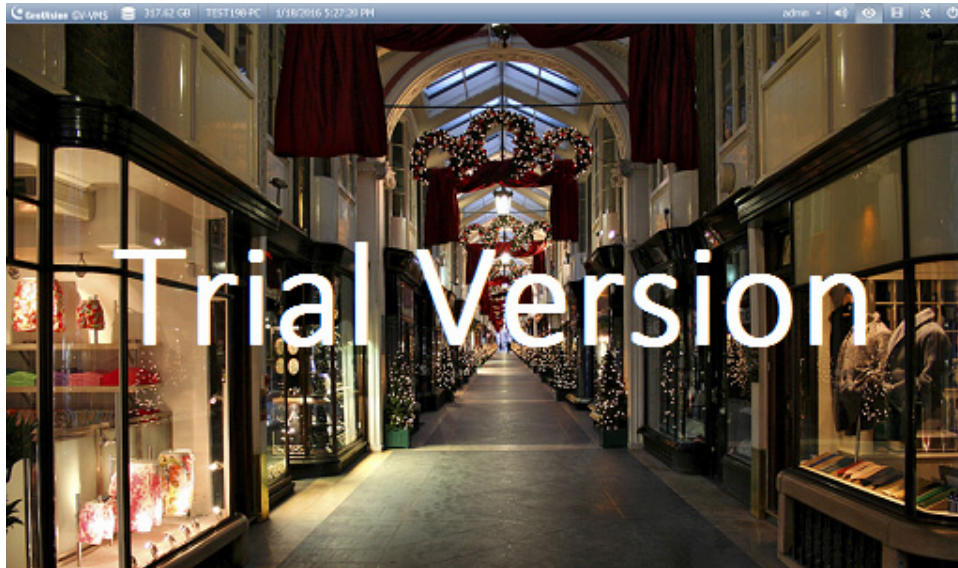 GeoVision GV-VMS 317.62 GB TEST198-PC 1/18/2016 5:27:20 PM admin
Trial Version